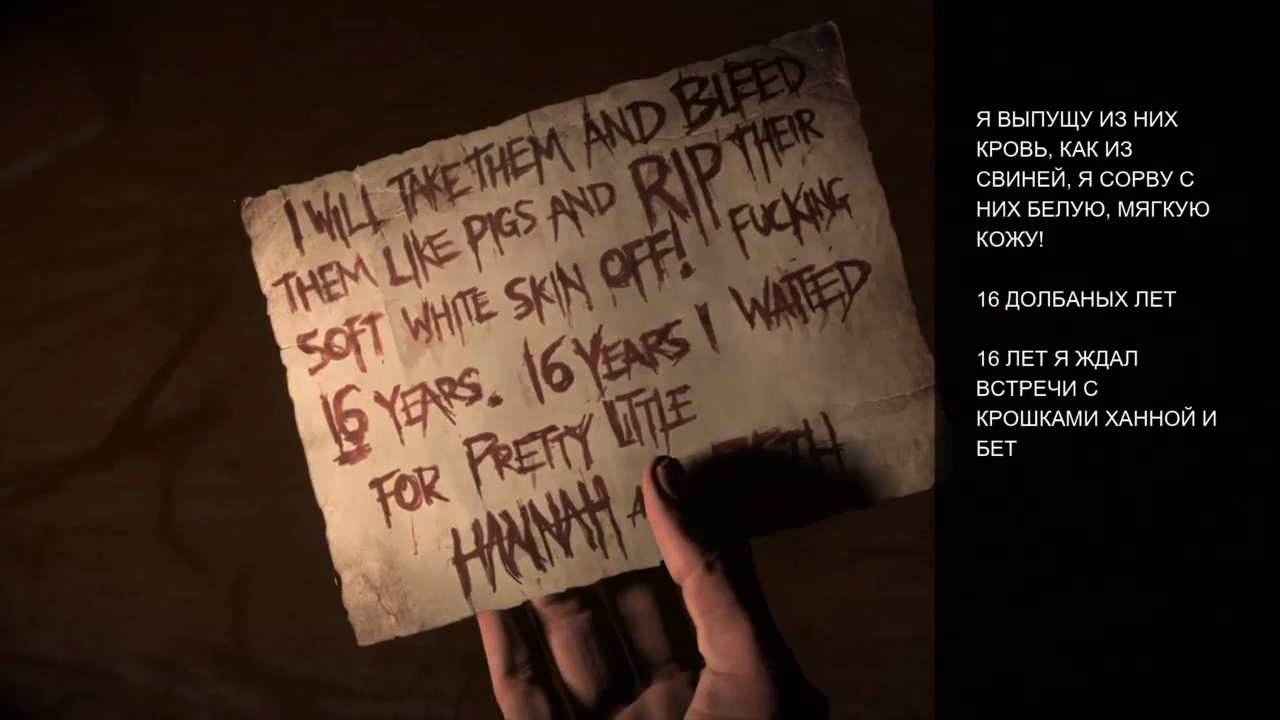 I WILL TAKE THEM AND BLEED
THEM LIKE PIGS AND RIP THEIR
SOFT WHITE SKIN OFF! FUCKING
16 YEARS. 16 YEARS I WAITED
FOR PRETTY LITTLE
HANNAH
Я ВЫПУЩУ ИЗ НИХ
КРОВЬ, КАК ИЗ
СВИНЕЙ, Я СОРВУ С
НИХ БЕЛУЮ, МЯГКУЮ
КОЖУ!
16 ДОЛБАНЫХ ЛЕТ
16 ЛЕТ Я ЖДАЛ
ВСТРЕЧИ С
КРОШКАМИ ХАННОЙ И
БЕТ